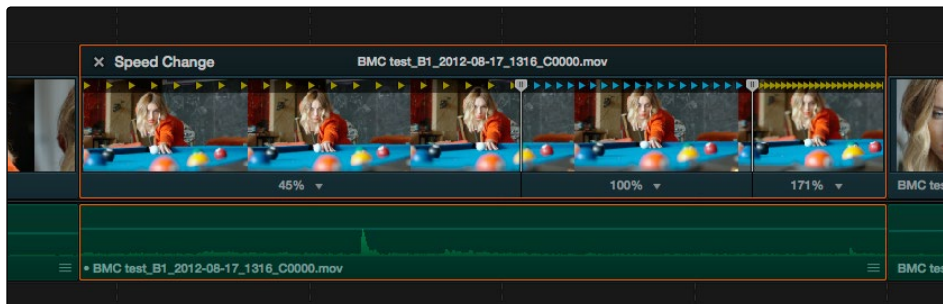 Speed Change BMC test_B1_2012-08-17_1316_C0000.mov
45% 100% 171% BMC tes
• BMC test_B1_2012-08-17_1316_C0000.mov BMC tes